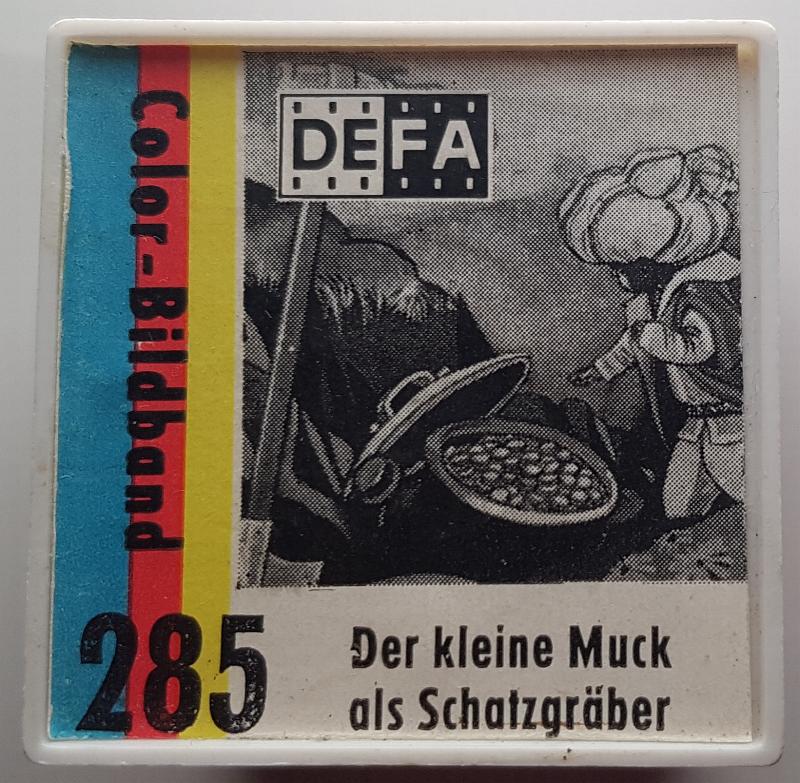 DEFA
Color-Bildband
285
Der kleine Muck
als Schatzgräber